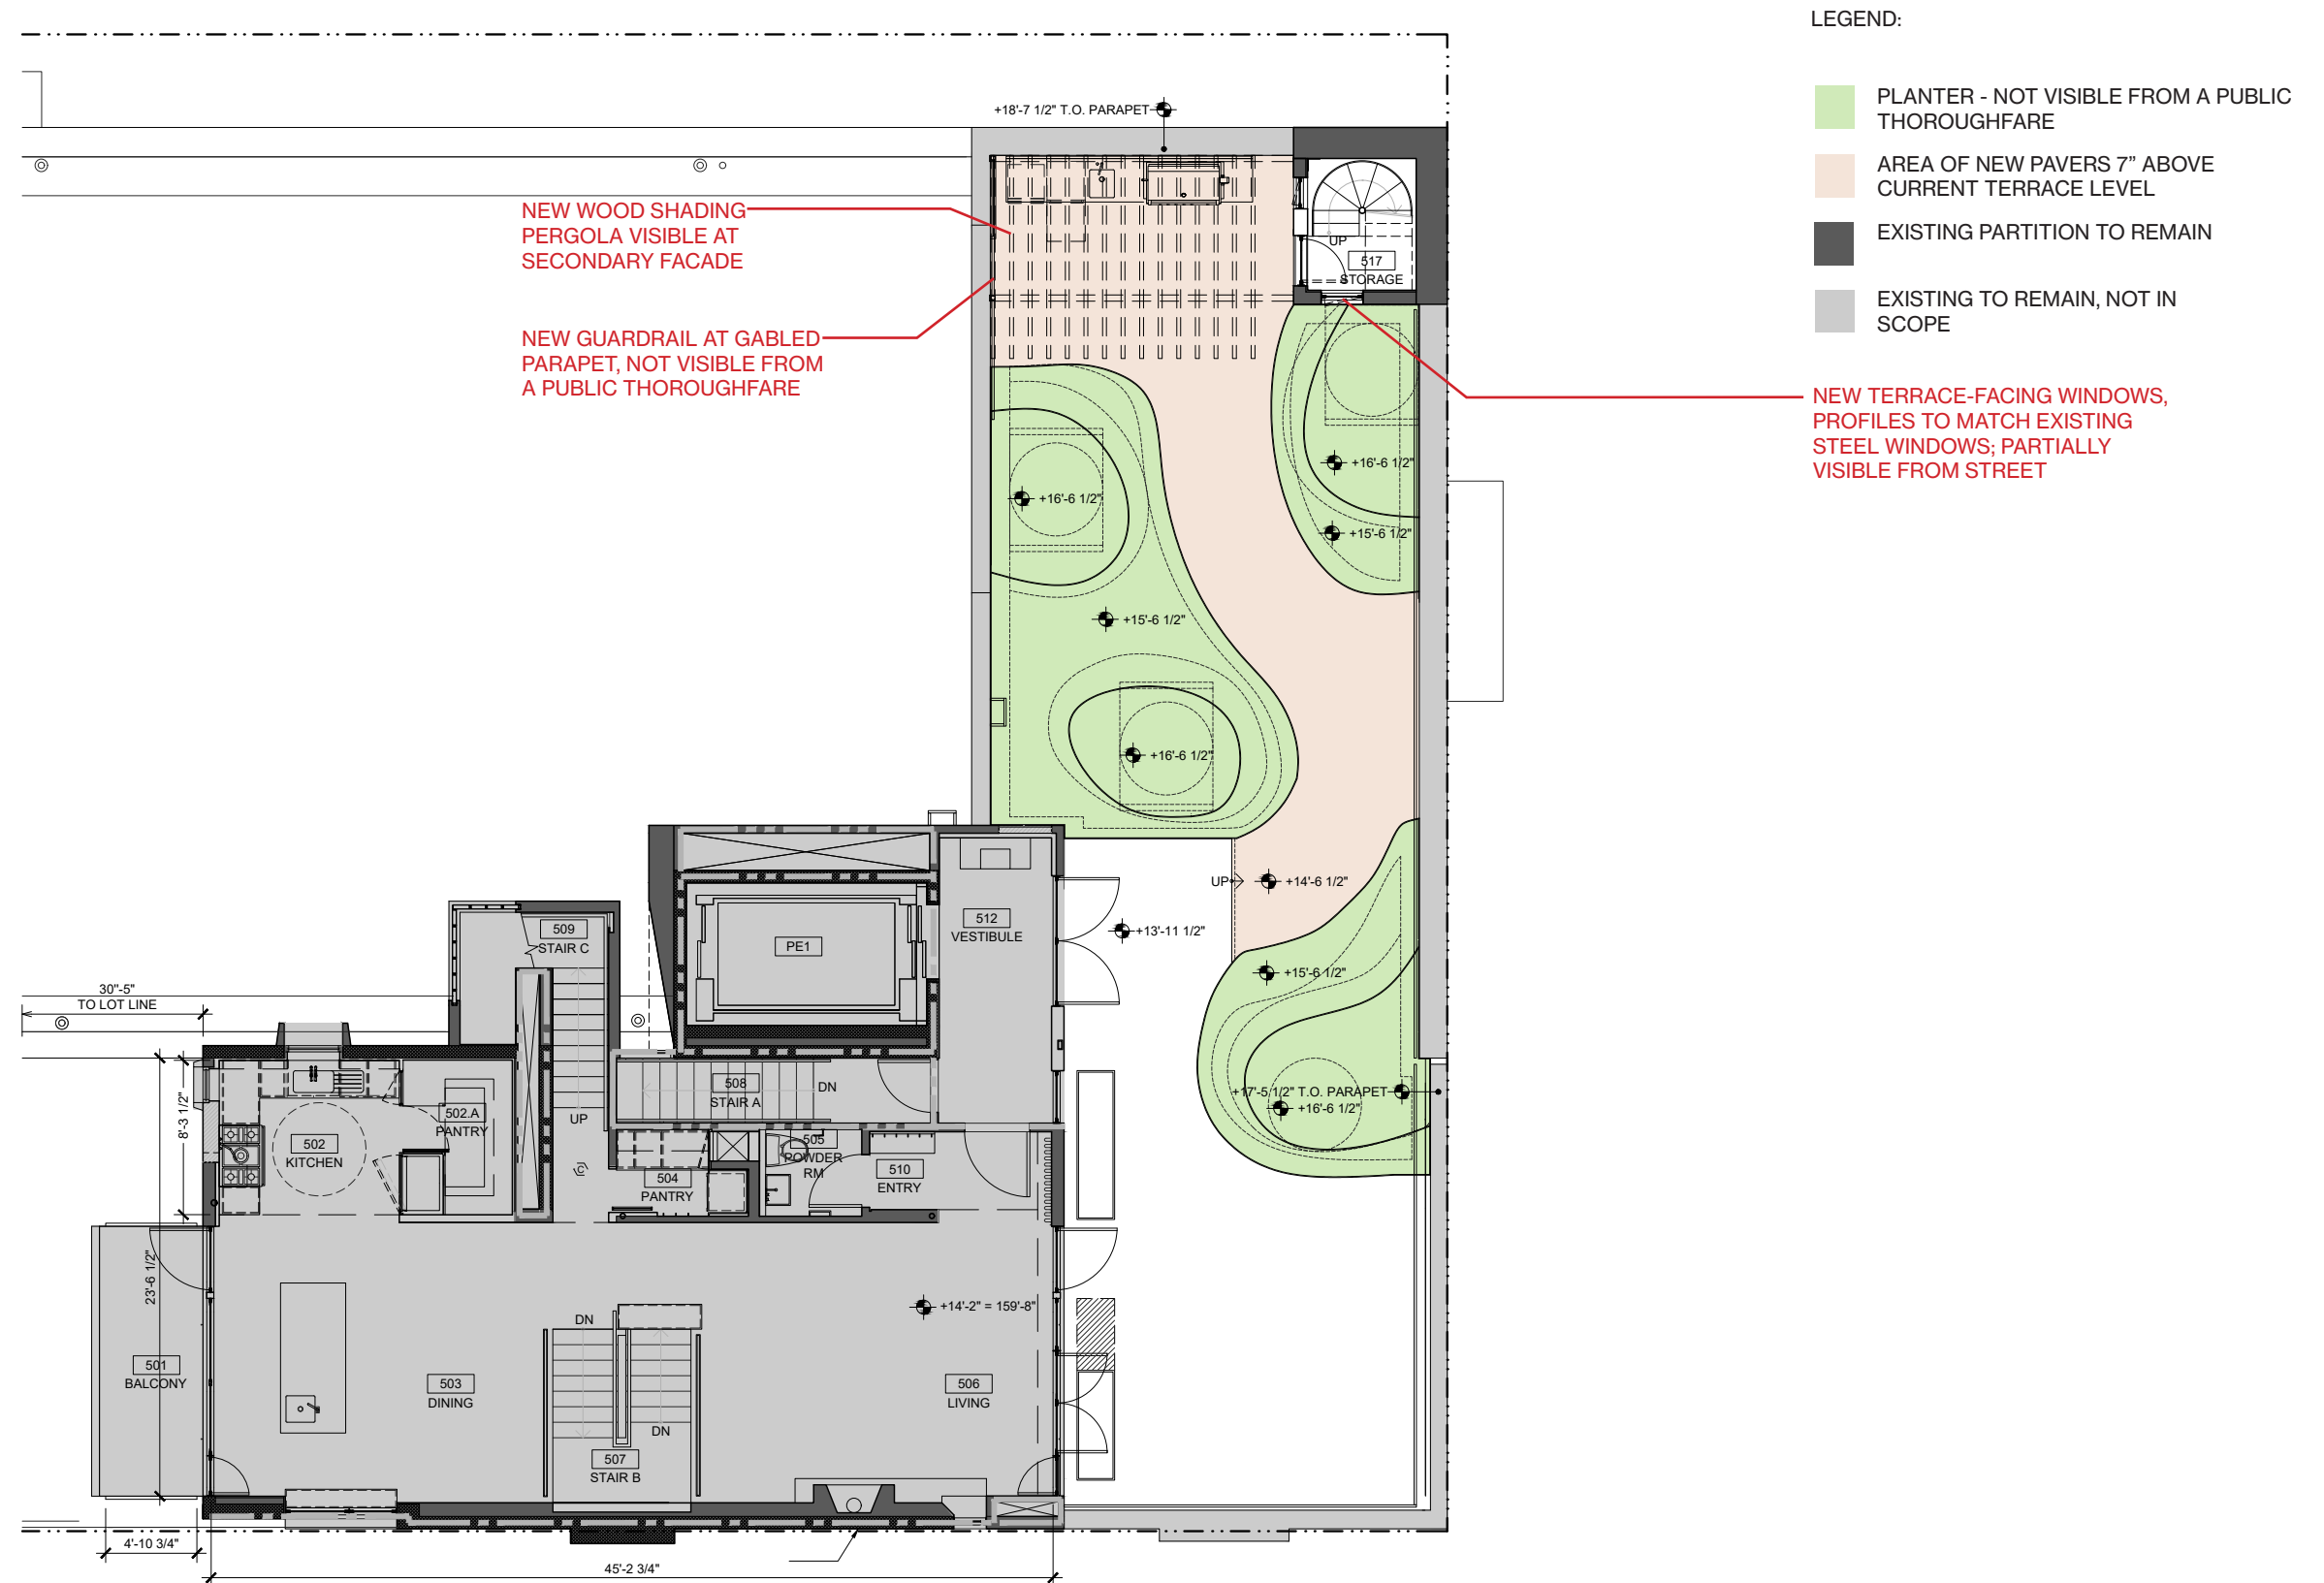 LEGEND:
PLANTER - NOT VISIBLE FROM A PUBLIC
THOROUGHFARE
AREA OF NEW PAVERS 7” ABOVE
CURRENT TERRACE LEVEL
EXISTING PARTITION TO REMAIN
EXISTING TO REMAIN, NOT IN
SCOPE
+18'-7 1/2" T.O. PARAPET
NEW WOOD SHADING
PERGOLA VISIBLE AT
SECONDARY FACADE
NEW GUARDRAIL AT GABLED
PARAPET, NOT VISIBLE FROM
A PUBLIC THOROUGHFARE
UP
517
STORAGE
NEW TERRACE-FACING WINDOWS,
PROFILES TO MATCH EXISTING
STEEL WINDOWS; PARTIALLY
VISIBLE FROM STREET
+16'-6 1/2"
+16'-6 1/2"
+15'-6 1/2"
+15'-6 1/2"
+16'-6 1/2"
UP
+14'-6 1/2"
+13'-11 1/2"
+15'-6 1/2"
+17'-5 1/2" T.O. PARAPET
+16'-6 1/2"
509
STAIR C
PE1
512
VESTIBULE
30"-5"
TO LOT LINE
508
STAIR A
DN
UP
8'-3 1/2"
502
KITCHEN
502.A
PANTRY
504
PANTRY
505
POWDER
RM
510
ENTRY
23'-6 1/2"
+14'-2" = 159'-8"
DN
DN
501
BALCONY
503
DINING
506
LIVING
507
STAIR B
4'-10 3/4"
45'-2 3/4"